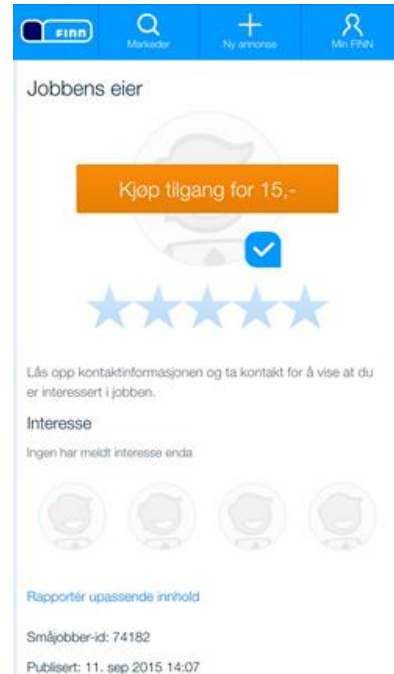 FINN
Markeder
Ny annonse
Min FINN
Jobbens eier
Kjøp tilgang for 15,-
Lås opp kontaktinformasjonen og ta kontakt for å vise at du
er interessert i jobben.
Interesse
Ingen har meldt interesse enda
Rapportér upassende innhold
Småjobber-id: 74182
Publisert: 11. sep 2015 14:07